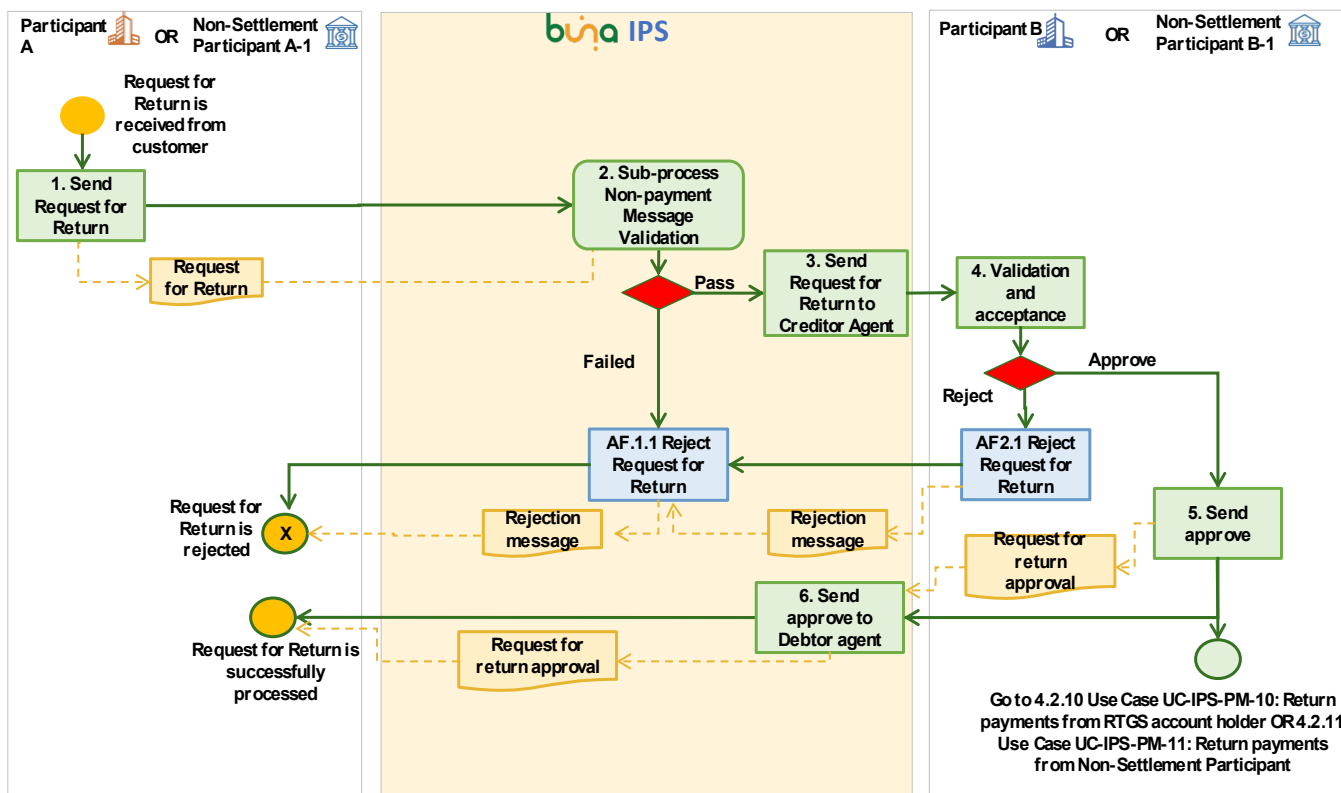 Participant
A
OR
Non-Settlement
Participant A-1
buna IPS
Participant B
OR
Non-Settlement
Participant B-1
Request for
Return is
received from
customer
1. Send
Request for
Return
Request
for Return
2. Sub-process
Non-payment
Message
Validation
Pass
3. Send
Request for
Return to
Creditor Agent
4. Validation
and
acceptance
Failed
Approve
Reject
AF.1.1 Reject
Request for
Return
AF2.1 Reject
Request for
Return
Request for
Return is
rejected
X
Rejection
message
Rejection
message
Request for
return
approval
5. Send
approve
6. Send
approve to
Debtor agent
Request for
return approval
Request for Return is
successfully
processed
Go to 4.2.10 Use Case UC-IPS-PM-10: Return
payments from RTGS account holder OR 4.2.11
Use Case UC-IPS-PM-11: Return payments
from Non-Settlement Participant